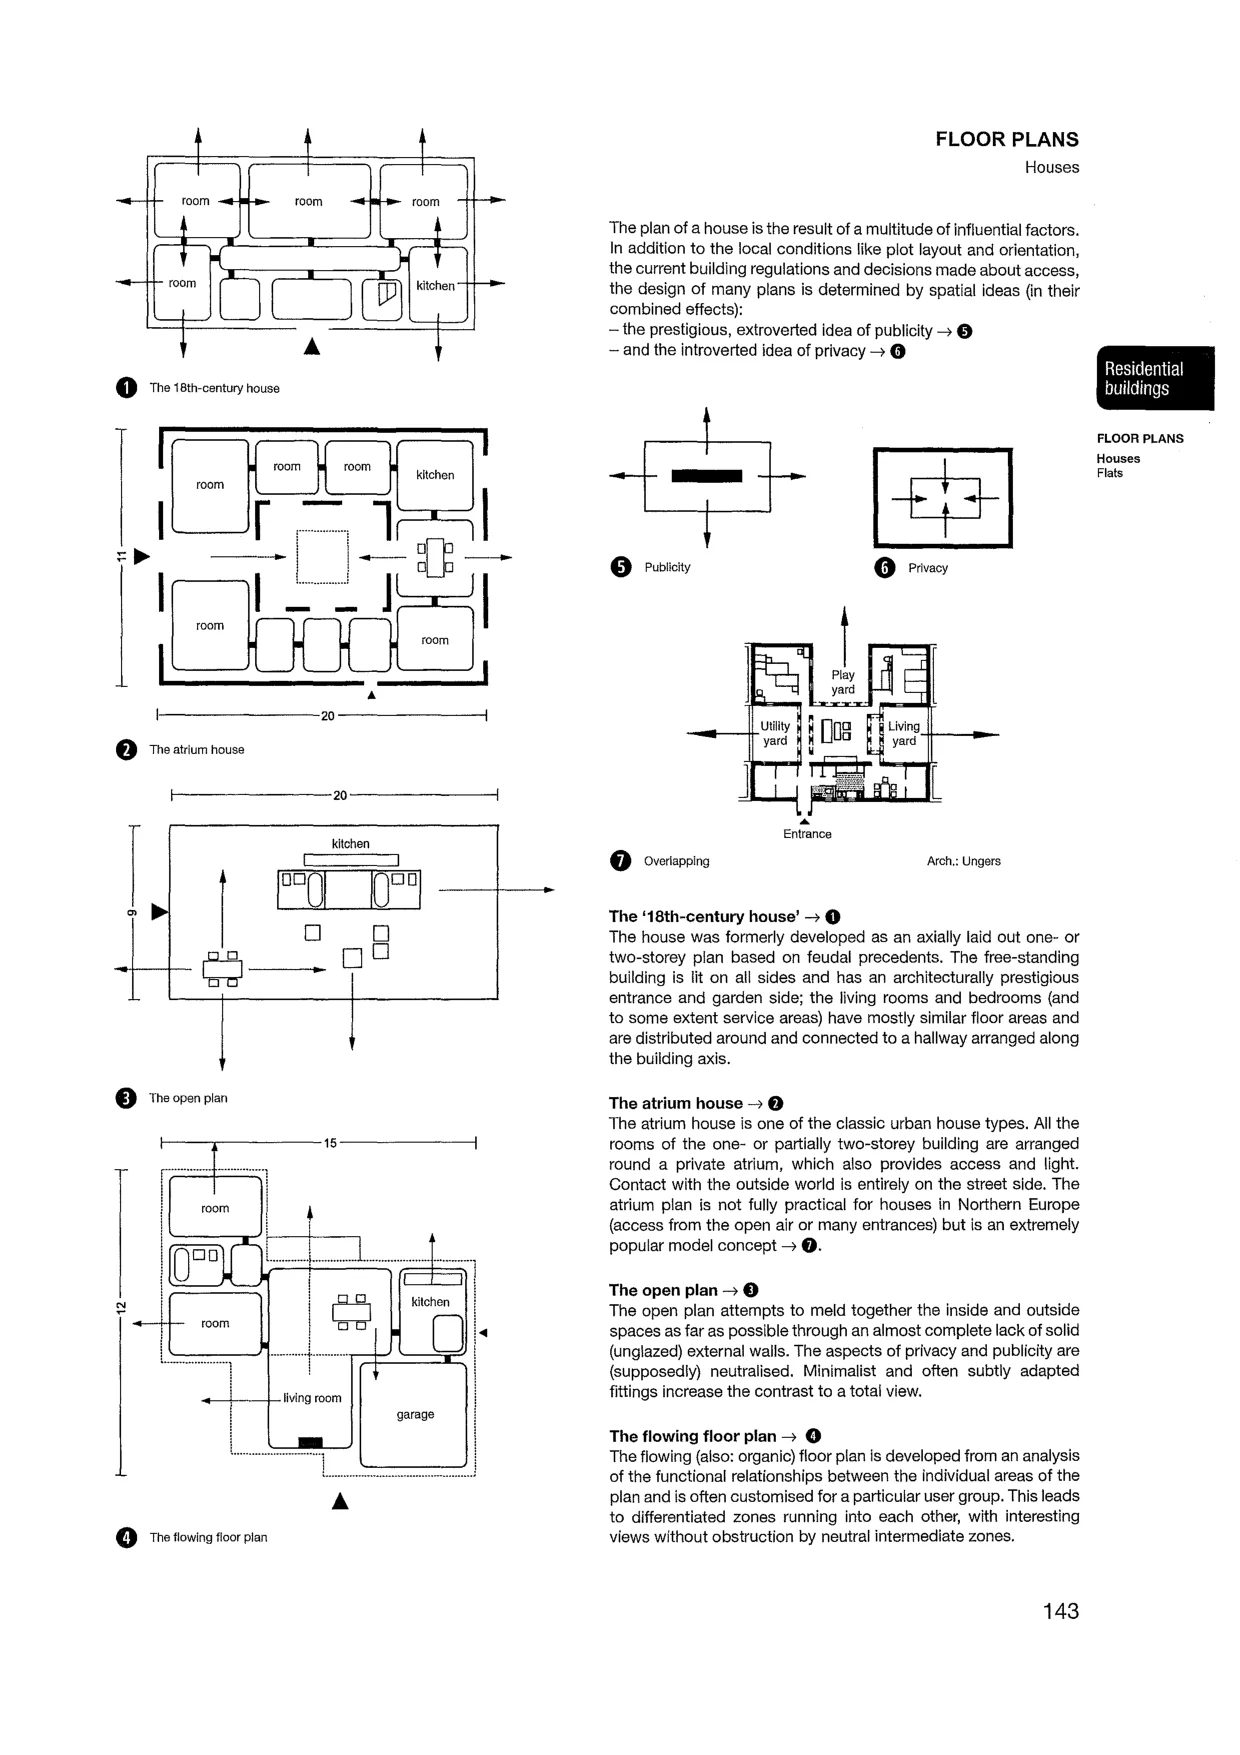 FLOOR PLANS
Houses
room
room
room
room
kitchen
❶ The 18th-century house
11
room
room
room
kitchen
room
room
20
❷ The atrium house
20
9
kitchen
❸ The open plan
15
12
room
room
kitchen
living room
garage
❹ The flowing floor plan
The plan of a house is the result of a multitude of influential factors.
In addition to the local conditions like plot layout and orientation,
the current building regulations and decisions made about access,
the design of many plans is determined by spatial ideas (in their
combined effects):
– the prestigious, extroverted idea of publicity → ❺
– and the introverted idea of privacy → ❻
❺ Publicity
❻ Privacy
Play
yard
Utility
yard
Living
yard
Entrance
❼ Overlapping
Arch.: Ungers
The ‘18th-century house’ → ❶
The house was formerly developed as an axially laid out one- or
two-storey plan based on feudal precedents. The free-standing
building is lit on all sides and has an architecturally prestigious
entrance and garden side; the living rooms and bedrooms (and
to some extent service areas) have mostly similar floor areas and
are distributed around and connected to a hallway arranged along
the building axis.
The atrium house → ❷
The atrium house is one of the classic urban house types. All the
rooms of the one- or partially two-storey building are arranged
round a private atrium, which also provides access and light.
Contact with the outside world is entirely on the street side. The
atrium plan is not fully practical for houses in Northern Europe
(access from the open air or many entrances) but is an extremely
popular model concept → ❼.
The open plan → ❸
The open plan attempts to meld together the inside and outside
spaces as far as possible through an almost complete lack of solid
(unglazed) external walls. The aspects of privacy and publicity are
(supposedly) neutralised. Minimalist and often subtly adapted
fittings increase the contrast to a total view.
The flowing floor plan → ❹
The flowing (also: organic) floor plan is developed from an analysis
of the functional relationships between the individual areas of the
plan and is often customised for a particular user group. This leads
to differentiated zones running into each other, with interesting
views without obstruction by neutral intermediate zones.
Residential
buildings
FLOOR PLANS
Houses
Flats
143